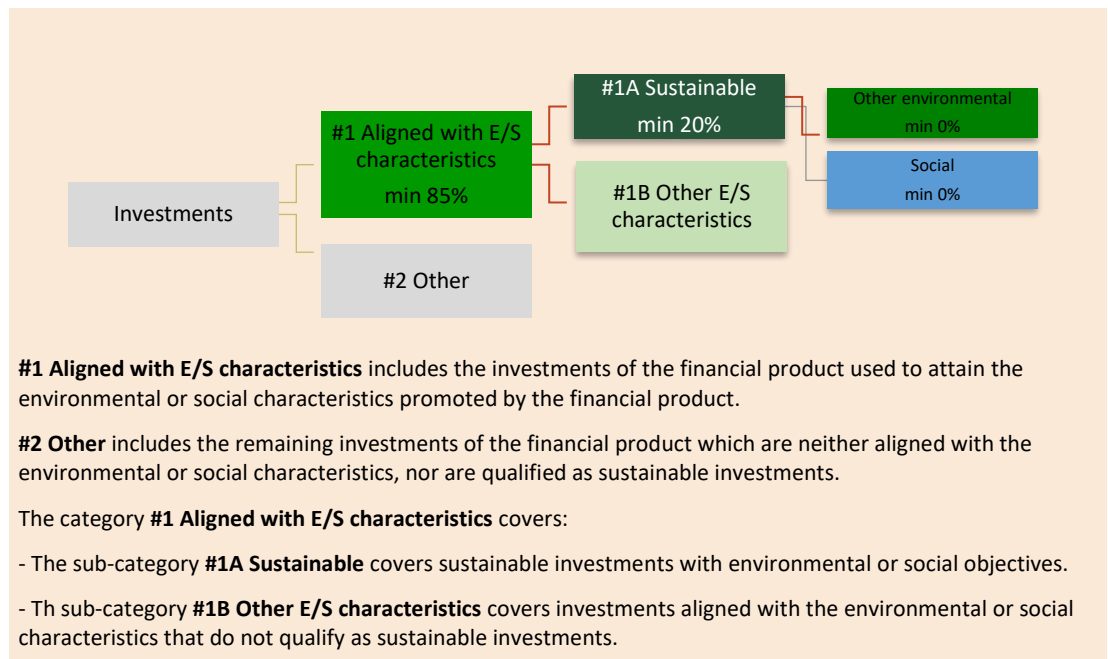 #1A Sustainable
min 20%
Other environmental
min 0%
#1 Aligned with E/S
characteristics
min 85%
Social
min 0%
#1B Other E/S
characteristics
Investments
#2 Other
#1 Aligned with E/S characteristics includes the investments of the financial product used to attain the
environmental or social characteristics promoted by the financial product.
#2 Other includes the remaining investments of the financial product which are neither aligned with the
environmental or social characteristics, nor are qualified as sustainable investments.
The category #1 Aligned with E/S characteristics covers:
- The sub-category #1A Sustainable covers sustainable investments with environmental or social objectives.
- Th sub-category #1B Other E/S characteristics covers investments aligned with the environmental or social
characteristics that do not qualify as sustainable investments.